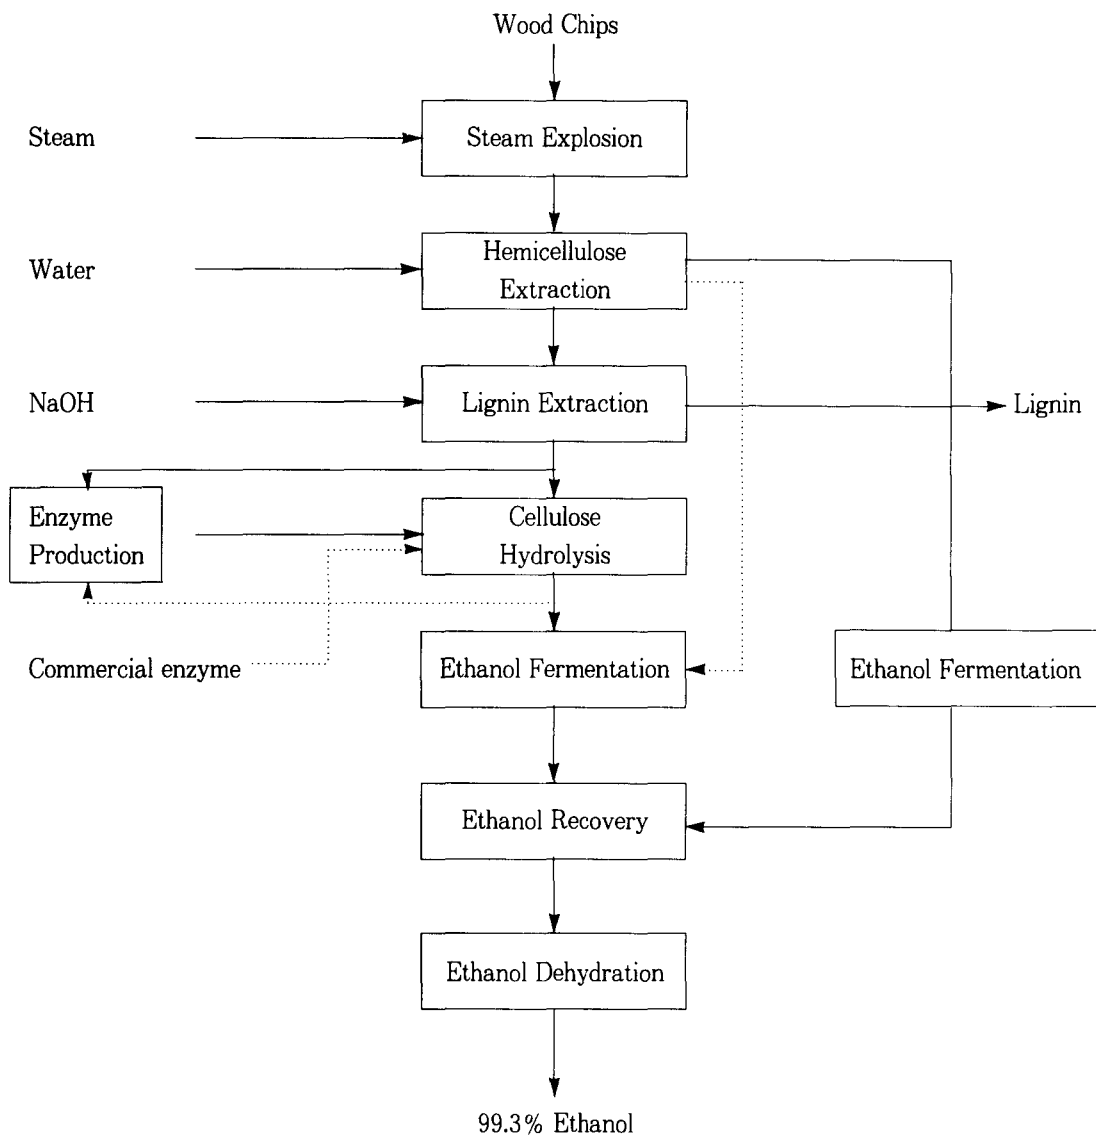 Wood Chips
Steam
Steam Explosion
Water
Hemicellulose
Extraction
NaOH
Lignin Extraction
Lignin
Enzyme
Production
Cellulose
Hydrolysis
Commercial enzyme
Ethanol Fermentation
Ethanol Fermentation
Ethanol Recovery
Ethanol Dehydration
99.3% Ethanol